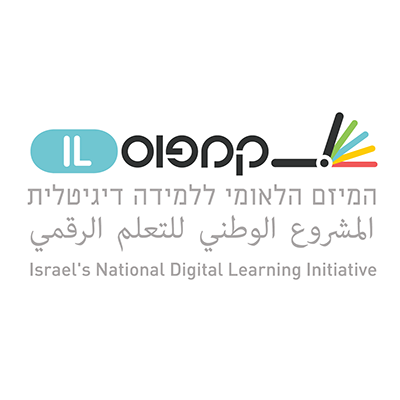 קמפוס IL
המיזם הלאומי ללמידה דיגיטלית
المشروع الوطني للتعلم الرقمي
Israel's National Digital Learning Initiative